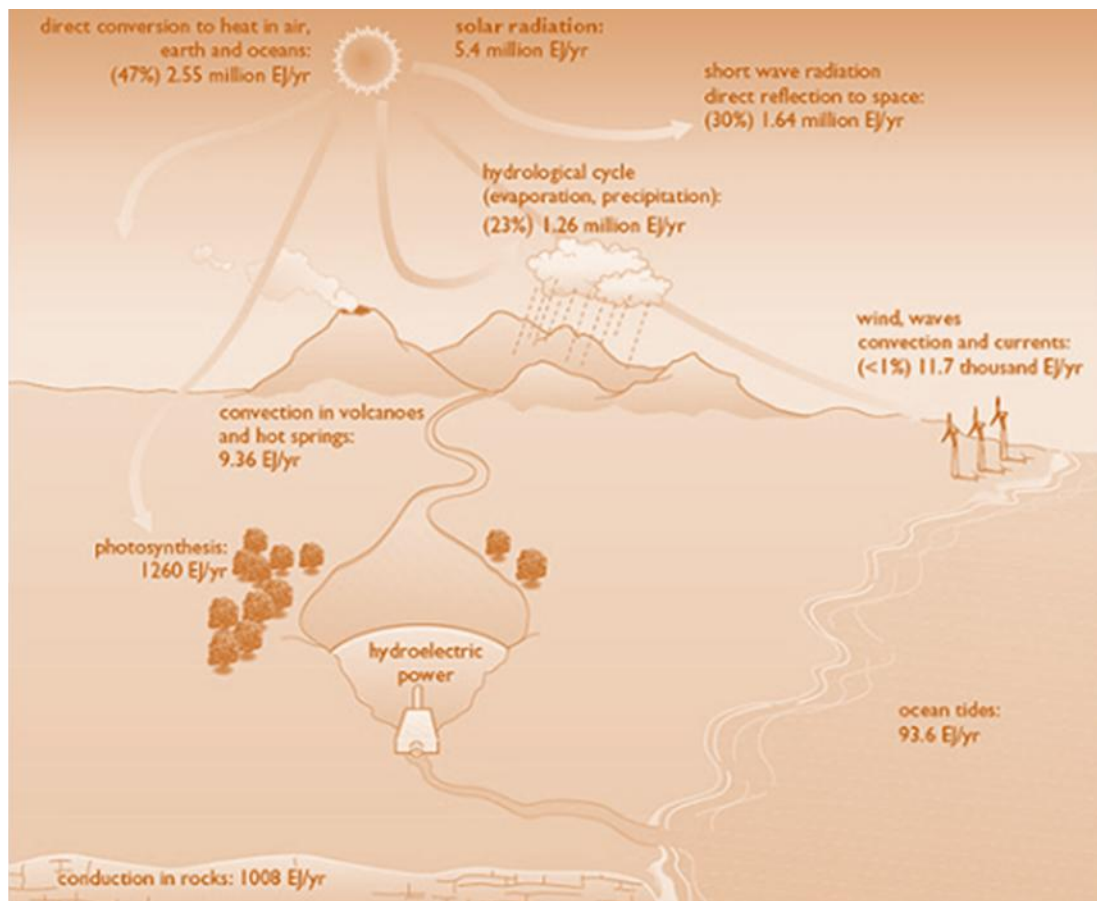 direct conversion to heat in air,
earth and oceans:
(47%) 2.55 million EJ/yr
solar radiation:
5.4 million EJ/yr
short wave radiation
direct reflection to space:
(30%) 1.64 million EJ/yr
hydrological cycle
(evaporation, precipitation):
(23%) 1.26 million EJ/yr
wind, waves
convection and currents:
(<1%) 11.7 thousand EJ/yr
convection in volcanoes
and hot springs:
9.36 EJ/yr
photosynthesis:
1260 EJ/yr
hydroelectric
power
ocean tides:
93.6 EJ/yr
conduction in rocks: 1008 EJ/yr